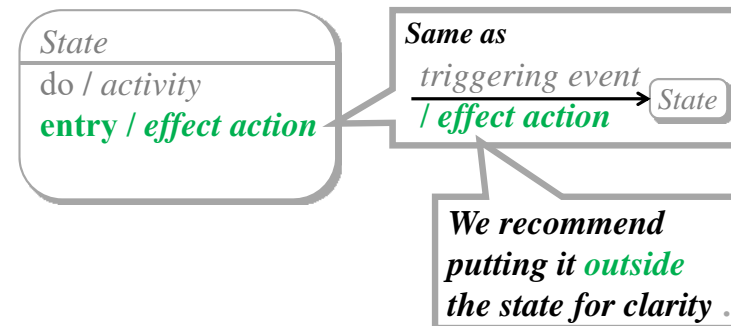 State
do / activity
entry / effect action
Same as
triggering event
/ effect action
State
We recommend
putting it outside
the state for clarity .